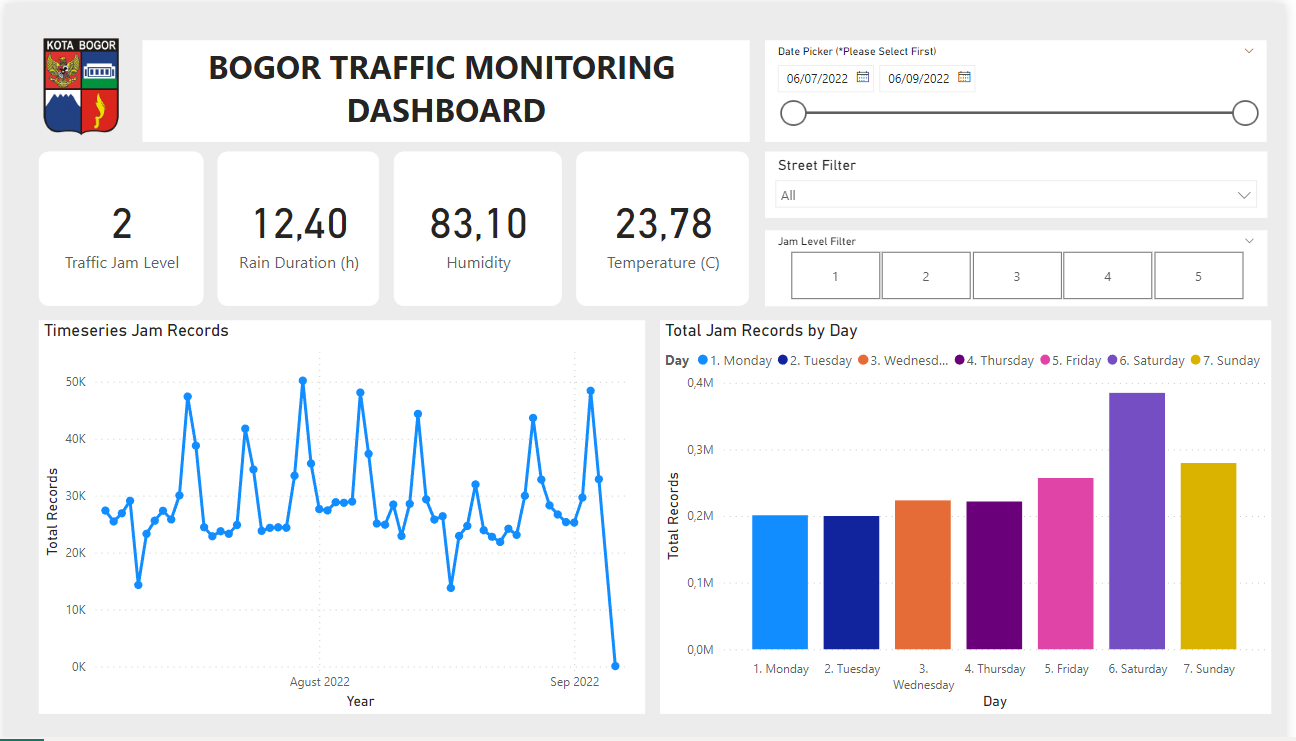 KOTA BOGOR
BOGOR TRAFFIC MONITORING
DASHBOARD
Date Picker (*Please Select First)
06/07/2022
06/09/2022
Street Filter
All
Jam Level Filter
1
2
3
4
5
2
Traffic Jam Level
12,40
Rain Duration (h)
83,10
Humidity
23,78
Temperature (C)
Timeseries Jam Records
Total Records
50K
40K
30K
20K
10K
0K
Agust 2022
Sep 2022
Year
Total Jam Records by Day
Day 1. Monday 2. Tuesday 3. Wednesd... 4. Thursday 5. Friday 6. Saturday 7. Sunday
Total Records
0,4M
0,3M
0,2M
0,1M
0,0M
1. Monday
2. Tuesday
3.
Wednesday
4. Thursday
5. Friday
6. Saturday
7. Sunday
Day